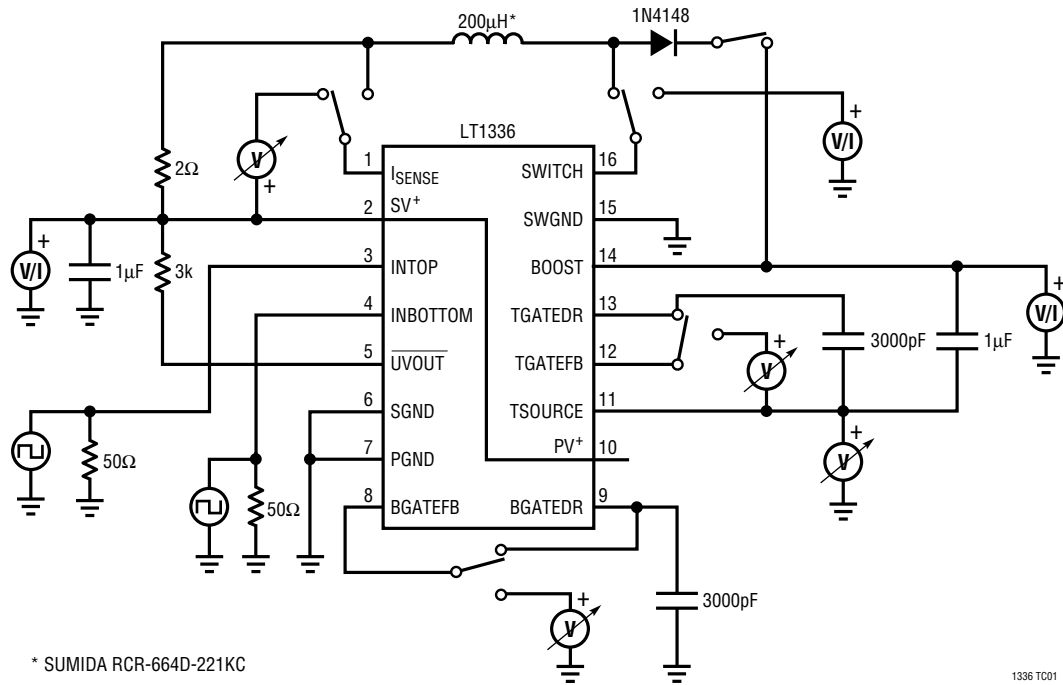 200μH*
1N4148
LT1336
V
+
+
V/I
2Ω
1
ISENSE
SWITCH
16
2
SV+
SWGND
15
+
V/I
1μF
3k
3
INTOP
BOOST
14
+
V/I
4
INBOTTOM
TGATEDR
13
3000pF
1μF
5
UVOUT
TGATEFB
12
+
V
6
SGND
TSOURCE
11
50Ω
7
PGND
PV+
10
+
V
50Ω
8
BGATEFB
BGATEDR
9
+
V
3000pF
* SUMIDA RCR-664D-221KC
1336 TC01